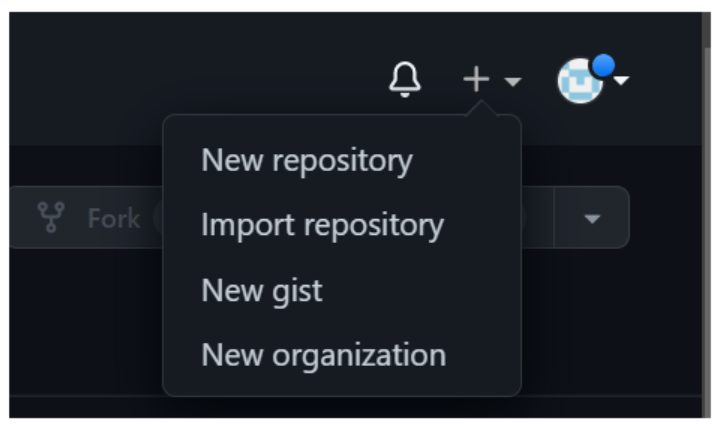 New repository
Fork
Import repository
New gist
New organization